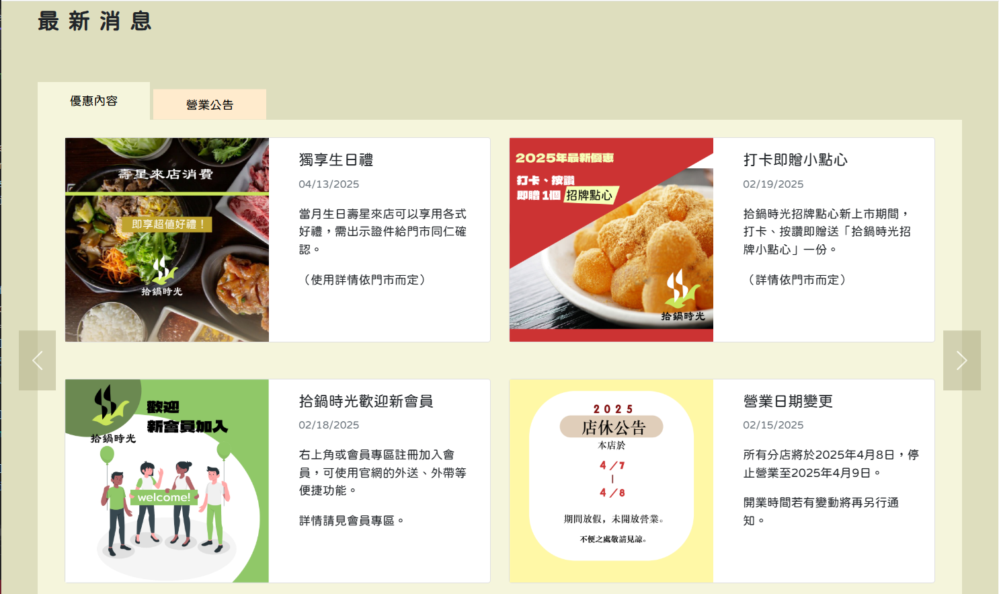 最新消息
優惠內容
營業公告
壽星來店消費
即享超值好禮！
拾鍋時光
獨享生日禮
04/13/2025
當月生日壽星來店可以享用各式
好禮，需出示證件給門市同仁確
認。
（使用詳情依門市而定）
2025年最新優惠
打卡、按讚
即贈 1個 招牌點心
拾鍋時光
打卡即贈小點心
02/19/2025
拾鍋時光招牌點心新上市期間，
打卡、按讚即贈送「拾鍋時光招
牌小點心」一份。
（詳情依門市而定）
歡迎
新會員加入
拾鍋時光
welcome!
拾鍋時光歡迎新會員
02/18/2025
右上角或會員專區註冊加入會
員，可使用官網的外送、外帶等
便捷功能。
詳情請見會員專區。
2025
店休公告
本店於
4／7
|
4／8
期間放假，未開放營業。
不便之處敬請見諒。
營業日期變更
02/15/2025
所有分店將於2025年4月8日，停
止營業至2025年4月9日。
開業時間若有變動將再另行通
知。